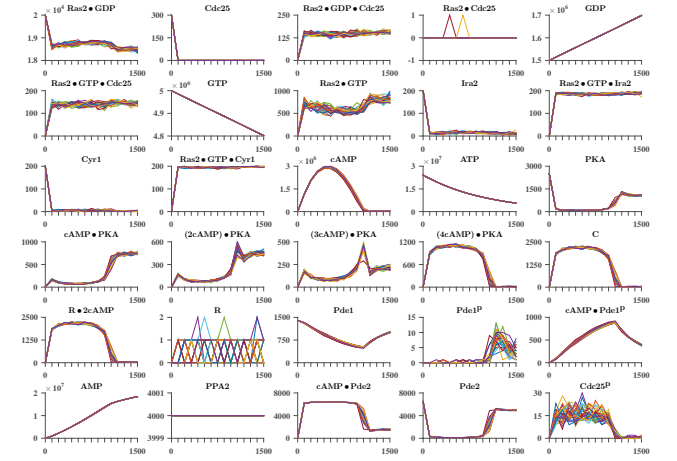 Ras2•GDP Cdc25 Ras2•GDP•Cdc25 Ras2•Cdc25 GDP
×10⁴ ×10⁶
2 300 250 1 1.7
1.9 200 125 0 1.6
1.8 100 0 -1 1.5
0
0 1500 0 1500 0 1500 0 1500 0 1500
Ras2•GTP•Cdc25 GTP Ras2•GTP Ira2 Ras2•GTP•Ira2
×10⁶
200 5 1000 200 200
100 4.9 500 100 100
0 4.8 0 0 0
0 1500 0 1500 0 1500 0 1500 0 1500
Cyr1 Ras2•GTP•Cyr1 cAMP ATP PKA
×10⁶ ×10⁷
200 200 3 3 3000
100 100 2 1.5 1500
0 0 1 0 0
0
0 1500 0 1500 0 1500 0 1500 0 1500
cAMP•PKA (2cAMP)•PKA (3cAMP)•PKA (4cAMP)•PKA C
1000 600 500 1200 2500
500 400 250 600 1250
0 200 0 0 0
0
0 1500 0 1500 0 1500 0 1500 0 1500
R•2cAMP R Pde1 Pde1ᴾ cAMP•Pde1ᴾ
2500 2 1500 15 1000
1250 1 750 10 500
0 0 0 5 0
0
0 1500 0 1500 0 1500 0 1500 0 1500
AMP PPA2 cAMP•Pde2 Pde2 Cdc25ᴾ
×10⁷
2 4001 8000 8000 30
1 4000 4000 4000 15
0 3999 0 0 0
0 1500 0 1500 0 1500 0 1500 0 1500